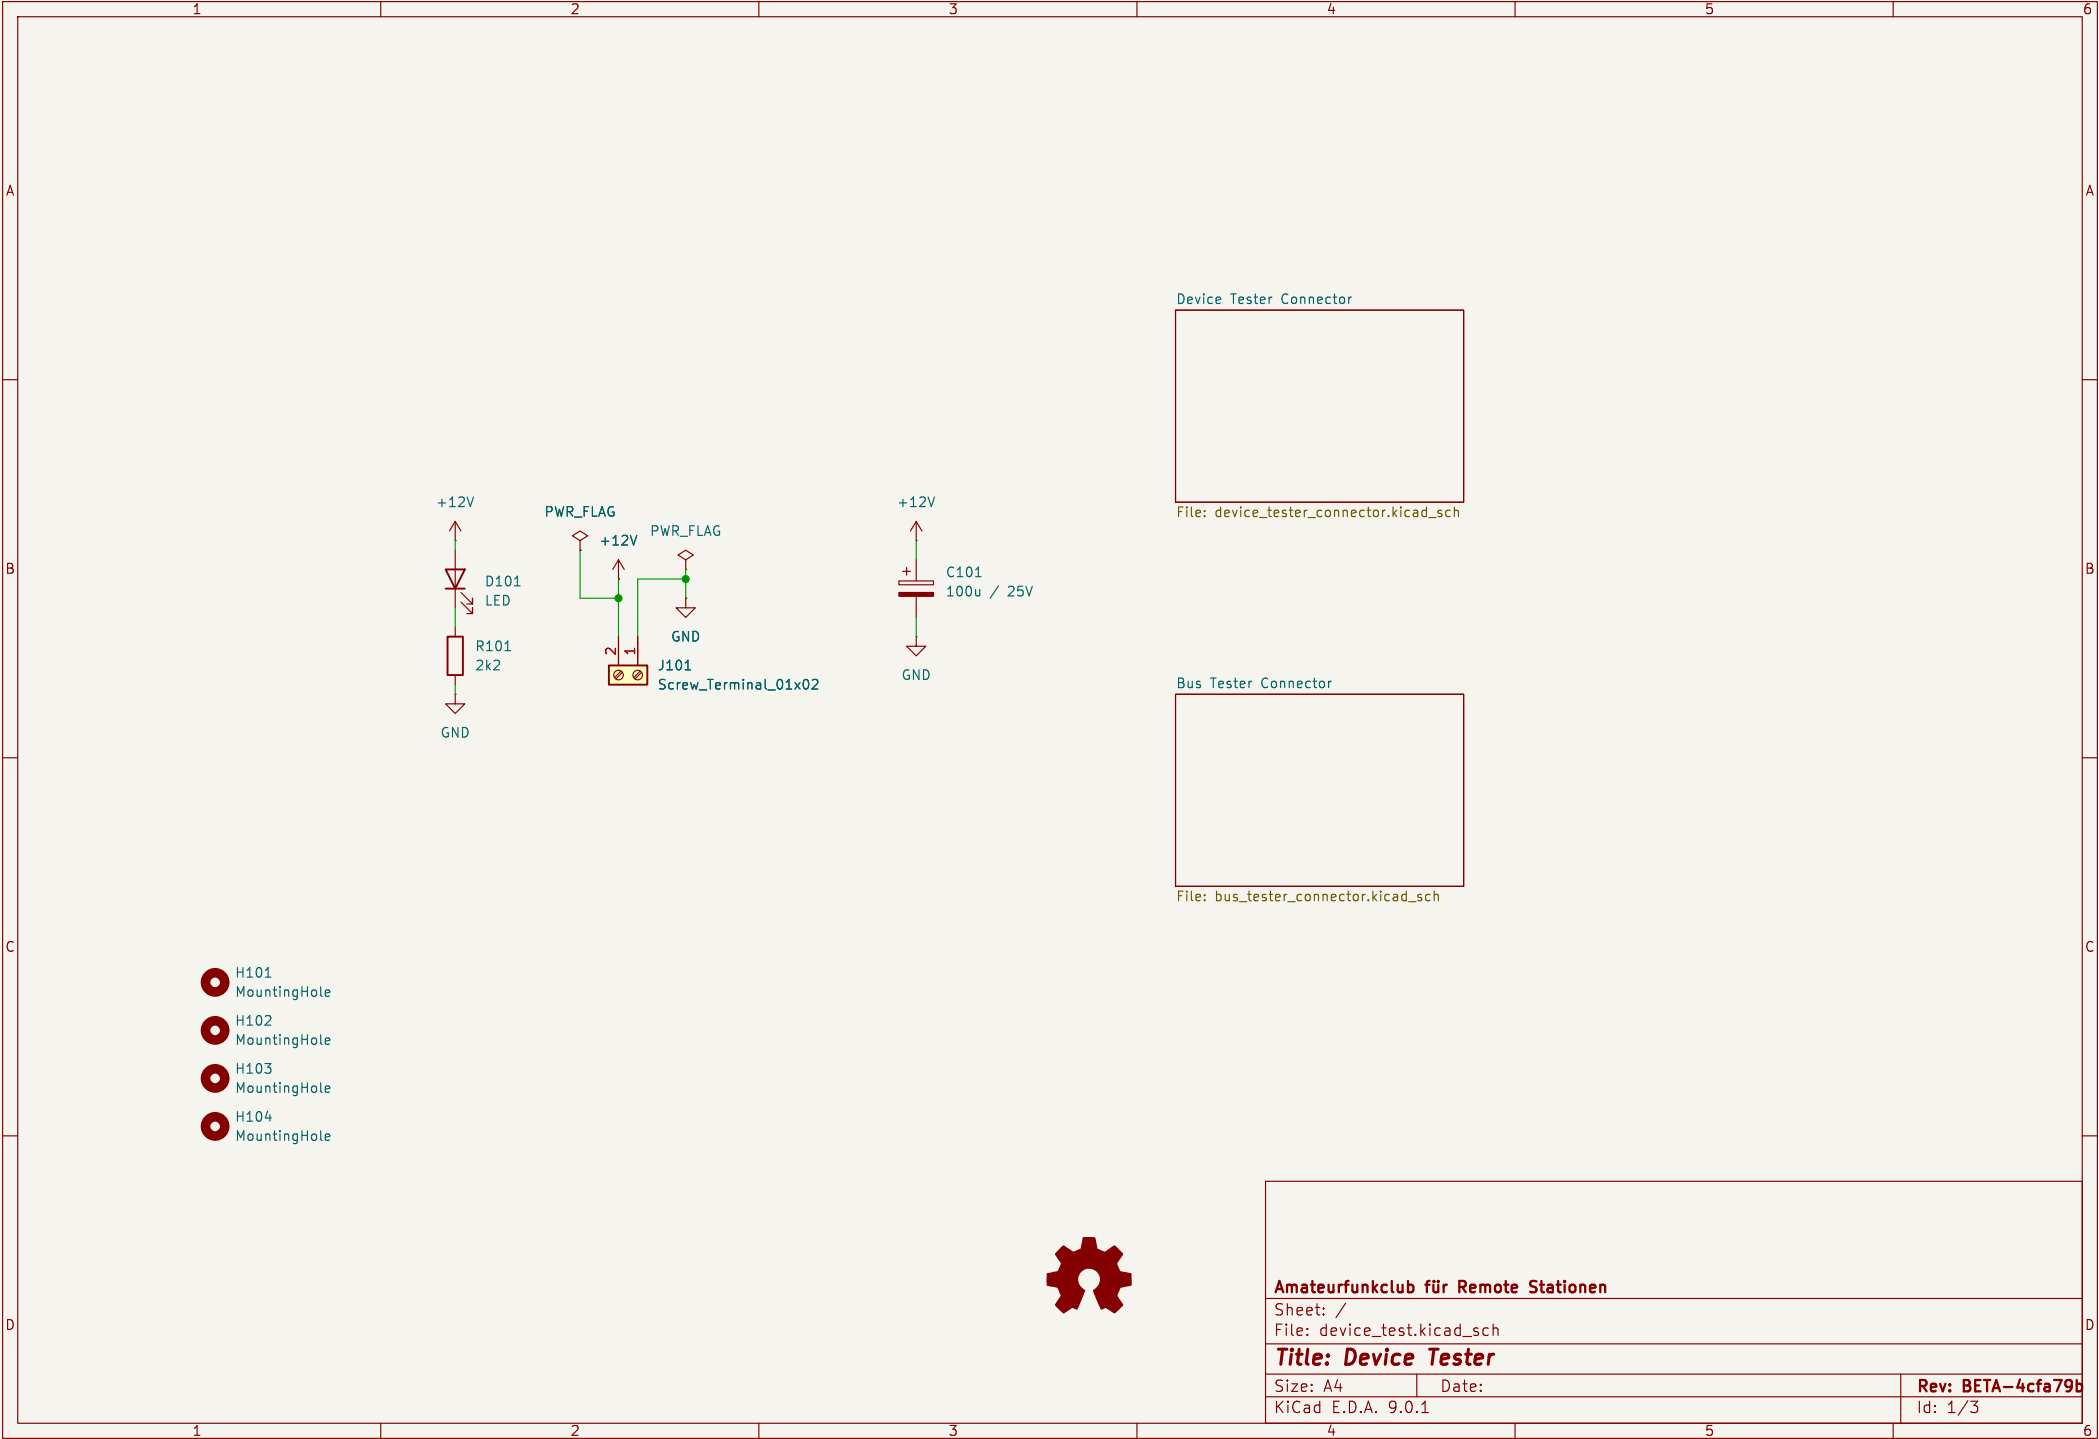 1 2 3 4 5 6
A A
Device Tester Connector
File: device_tester_connector.kicad_sch
+12V
PWR_FLAG
+12V
PWR_FLAG
+12V
B B
D101
LED
C101
100u / 25V
GND
R101
2k2
2 1
J101
Screw_Terminal_01x02
GND
GND
Bus Tester Connector
File: bus_tester_connector.kicad_sch
C C
H101
MountingHole
H102
MountingHole
H103
MountingHole
H104
MountingHole
Amateurfunkclub für Remote Stationen
Sheet: /
File: device_test.kicad_sch
D D
Title: Device Tester
Size: A4 Date: Rev: BETA-4cfa79b
KiCad E.D.A. 9.0.1 Id: 1/3
1 2 3 4 5 6